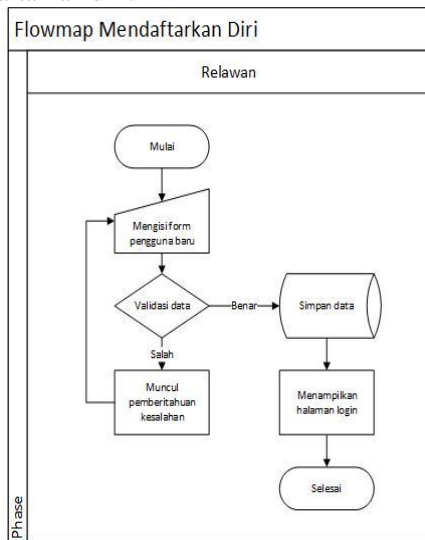 Flowmap Mendaftarkan Diri
Relawan
Mulai
Mengisi form
pengguna baru
Validasi data
Benar
Simpan data
Salah
Muncul
pemberitahuan
kesalahan
Menampilkan
halaman login
Selesai
Phase